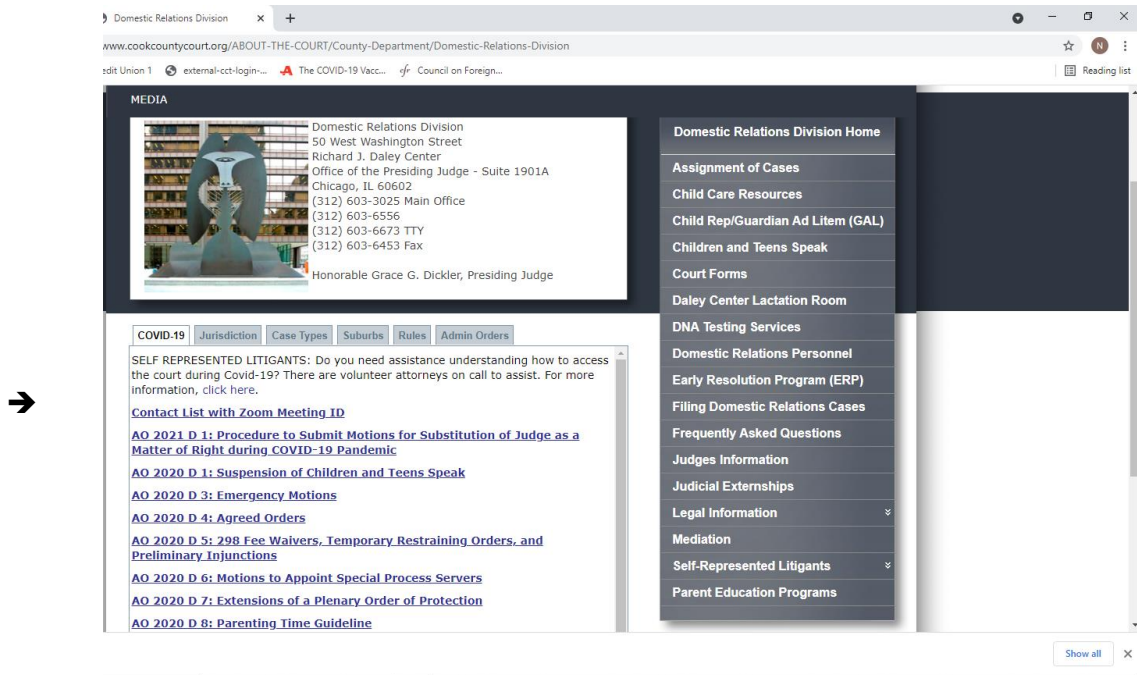 Domestic Relations Division × +
www.cookcountycourt.org/ABOUT-THE-COURT/County-Department/Domestic-Relations-Division
N
edit Union 1 external-cct-login-... The COVID-19 Vacc... cfr Council on Foreign... Reading list
MEDIA
Domestic Relations Division
50 West Washington Street
Richard J. Daley Center
Office of the Presiding Judge - Suite 1901A
Chicago, IL 60602
(312) 603-3025 Main Office
(312) 603-6556
(312) 603-6673 TTY
(312) 603-6453 Fax
Honorable Grace G. Dickler, Presiding Judge
COVID-19 Jurisdiction Case Types Suburbs Rules Admin Orders
SELF REPRESENTED LITIGANTS: Do you need assistance understanding how to access
the court during Covid-19? There are volunteer attorneys on call to assist. For more
information, click here.
Contact List with Zoom Meeting ID
AO 2021 D 1: Procedure to Submit Motions for Substitution of Judge as a
Matter of Right during COVID-19 Pandemic
AO 2020 D 1: Suspension of Children and Teens Speak
AO 2020 D 3: Emergency Motions
AO 2020 D 4: Agreed Orders
AO 2020 D 5: 298 Fee Waivers, Temporary Restraining Orders, and
Preliminary Injunctions
AO 2020 D 6: Motions to Appoint Special Process Servers
AO 2020 D 7: Extensions of a Plenary Order of Protection
AO 2020 D 8: Parenting Time Guideline
Domestic Relations Division Home
Assignment of Cases
Child Care Resources
Child Rep/Guardian Ad Litem (GAL)
Children and Teens Speak
Court Forms
Daley Center Lactation Room
DNA Testing Services
Domestic Relations Personnel
Early Resolution Program (ERP)
Filing Domestic Relations Cases
Frequently Asked Questions
Judges Information
Judicial Externships
Legal Information
Mediation
Self-Represented Litigants
Parent Education Programs
Show all ×